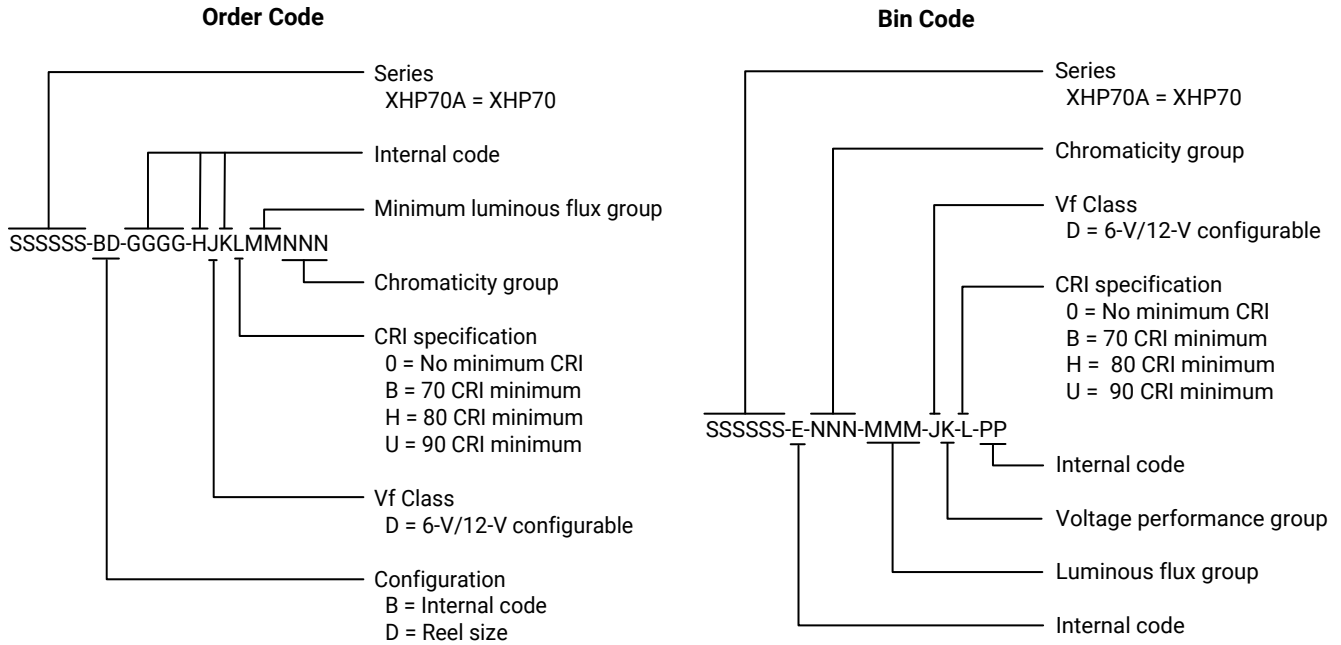 Order Code
Series
XHP70A = XHP70
Internal code
Minimum luminous flux group
SSSSSS-BD-GGGG-HJKLMMNNN
Chromaticity group
CRI specification
0 = No minimum CRI
B = 70 CRI minimum
H = 80 CRI minimum
U = 90 CRI minimum
Vf Class
D = 6-V/12-V configurable
Configuration
B = Internal code
D = Reel size
Bin Code
Series
XHP70A = XHP70
Chromaticity group
Vf Class
D = 6-V/12-V configurable
CRI specification
0 = No minimum CRI
B = 70 CRI minimum
H = 80 CRI minimum
U = 90 CRI minimum
SSSSSS-E-NNN-MMM-JK-L-PP
Internal code
Voltage performance group
Luminous flux group
Internal code